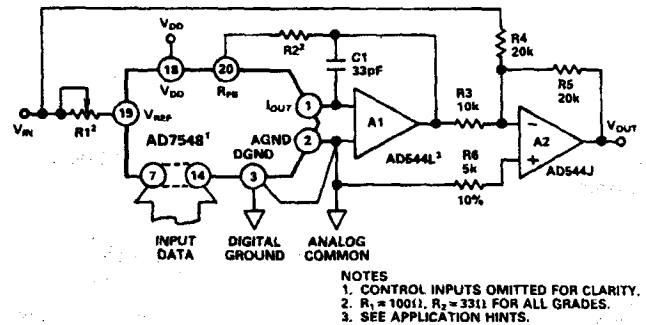 VDD
R2²
C1
33pF
R4
20k
18
VDD
20
RFB
R5
20k
VIN
R1²
19
VREF
AD7548¹
IOUT
1
AGND
2
DGND
3
A1
AD544L³
R3
10k
−
+
A2
AD544J
VOUT
R6
5k
10%
7
14
INPUT
DATA
DIGITAL
GROUND
ANALOG
COMMON
NOTES
1. CONTROL INPUTS OMITTED FOR CLARITY.
2. R1 = 100Ω, R2 = 33Ω FOR ALL GRADES.
3. SEE APPLICATION HINTS.